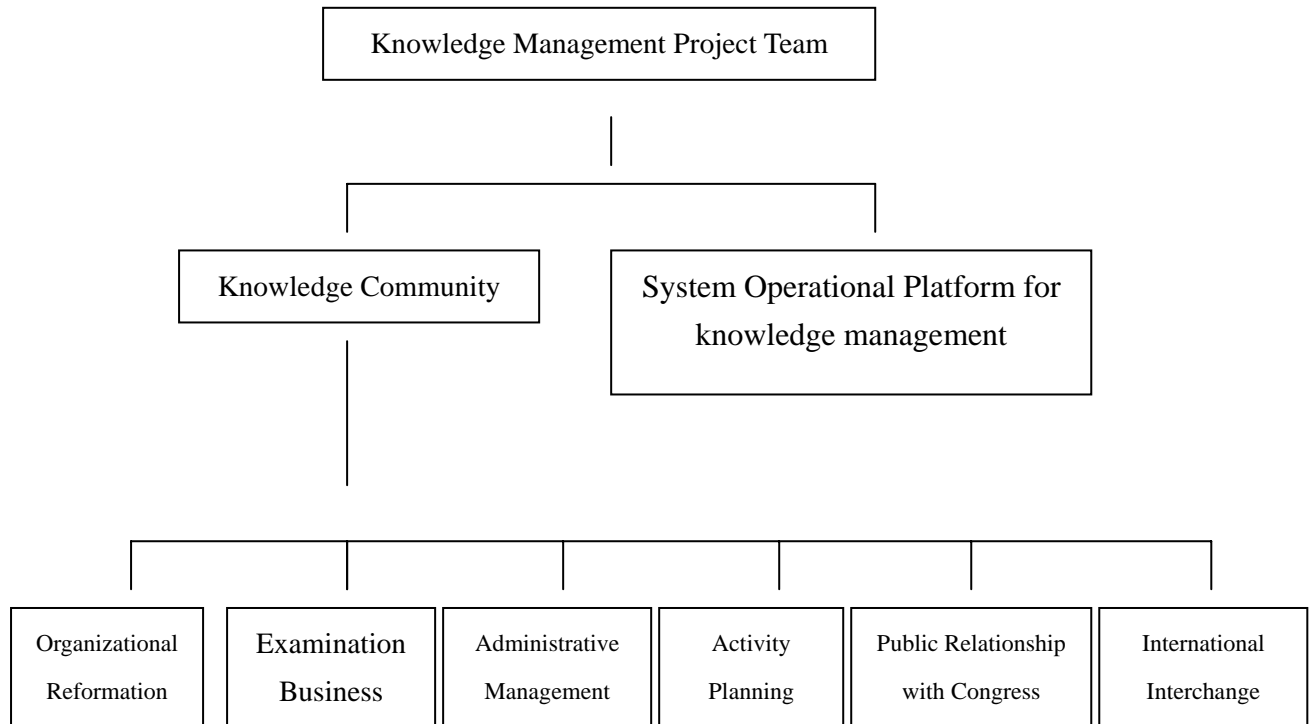 Knowledge Management Project Team
Knowledge Community
System Operational Platform for
knowledge management
Organizational
Reformation
Examination
Business
Administrative
Management
Activity
Planning
Public Relationship
with Congress
International
Interchange